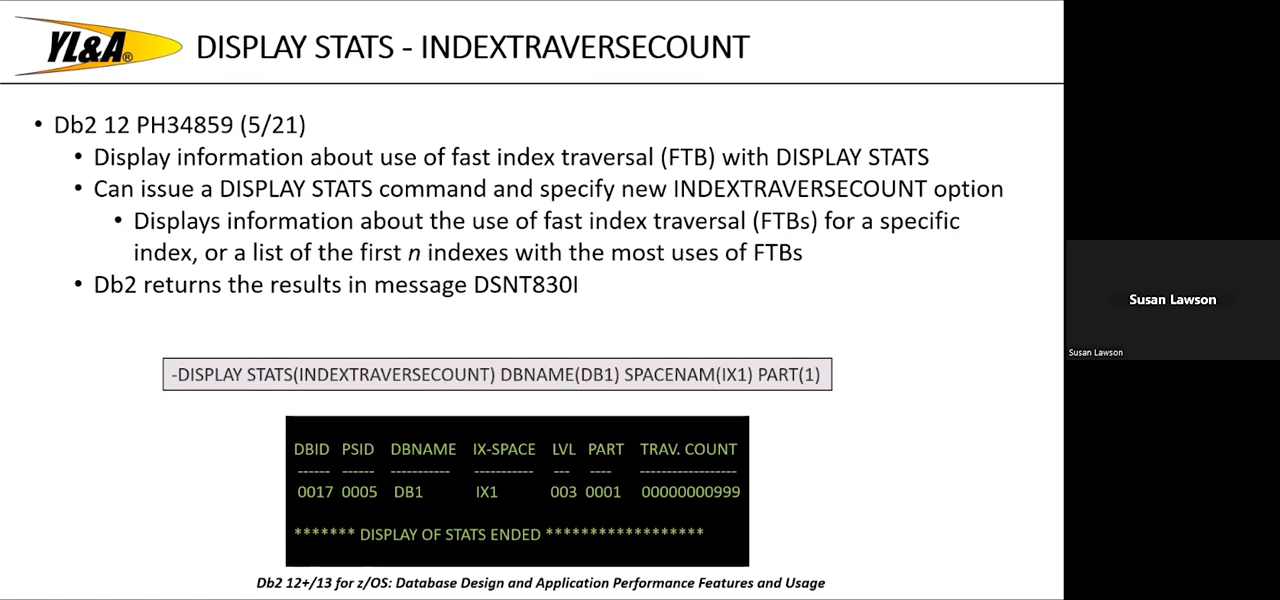 YL&A®
DISPLAY STATS - INDEXTRAVERSECOUNT
• Db2 12 PH34859 (5/21)
• Display information about use of fast index traversal (FTB) with DISPLAY STATS
• Can issue a DISPLAY STATS command and specify new INDEXTRAVERSECOUNT option
• Displays information about the use of fast index traversal (FTBs) for a specific
index, or a list of the first n indexes with the most uses of FTBs
• Db2 returns the results in message DSNT830I
-DISPLAY STATS(INDEXTRAVERSECOUNT) DBNAME(DB1) SPACENAM(IX1) PART(1)
DBID PSID DBNAME IX-SPACE LVL PART TRAV. COUNT
------ ------ ----------- ----------- --- ---- ------------------
0017 0005 DB1 IX1 003 0001 00000000999
******* DISPLAY OF STATS ENDED ******************
Db2 12+/13 for z/OS: Database Design and Application Performance Features and Usage
Susan Lawson
Susan Lawson